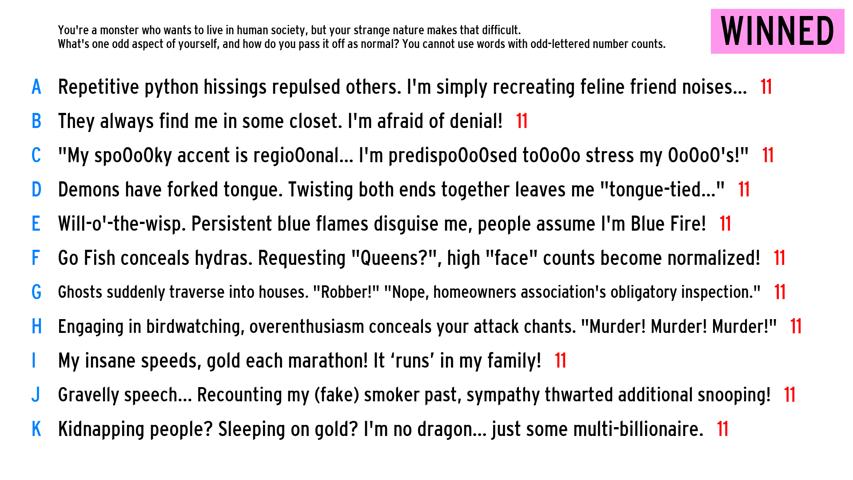 You're a monster who wants to live in human society, but your strange nature makes that difficult.
What's one odd aspect of yourself, and how do you pass it off as normal? You cannot use words with odd-lettered number counts.
WINNED
A Repetitive python hissings repulsed others. I'm simply recreating feline friend noises... 11
B They always find me in some closet. I'm afraid of denial! 11
C "My spoOoOky accent is regioOonal... I'm predispoOoOsed toOoOo stress my OoOoO's!" 11
D Demons have forked tongue. Twisting both ends together leaves me "tongue-tied..." 11
E Will-o'-the-wisp. Persistent blue flames disguise me, people assume I'm Blue Fire! 11
F Go Fish conceals hydras. Requesting "Queens?", high "face" counts become normalized! 11
G Ghosts suddenly traverse into houses. "Robber!" "Nope, homeowners association's obligatory inspection." 11
H Engaging in birdwatching, overenthusiasm conceals your attack chants. "Murder! Murder! Murder!" 11
I My insane speeds, gold each marathon! It ‘runs’ in my family! 11
J Gravelly speech... Recounting my (fake) smoker past, sympathy thwarted additional snooping! 11
K Kidnapping people? Sleeping on gold? I'm no dragon... just some multi-billionaire. 11